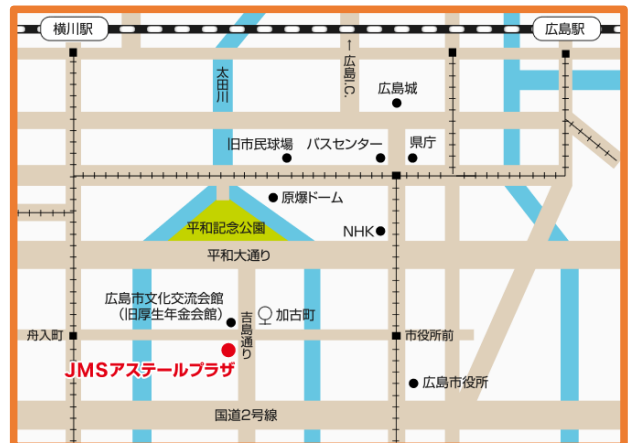 横川駅
広島駅
太田川
←広島I.C.
広島城
旧市民球場
バスセンター
県庁
原爆ドーム
平和記念公園
NHK
平和大通り
広島市文化交流会館
（旧厚生年金会館）
吉島通り
加古町
舟入町
市役所前
JMSアステールプラザ
広島市役所
国道2号線